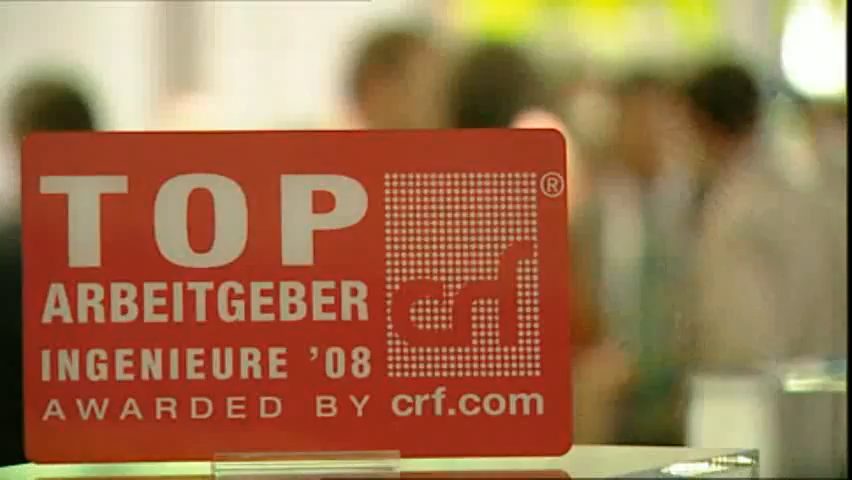 TOP
ARBEITGEBER
INGENIEURE '08
AWARDED BY crf.com
crf
®